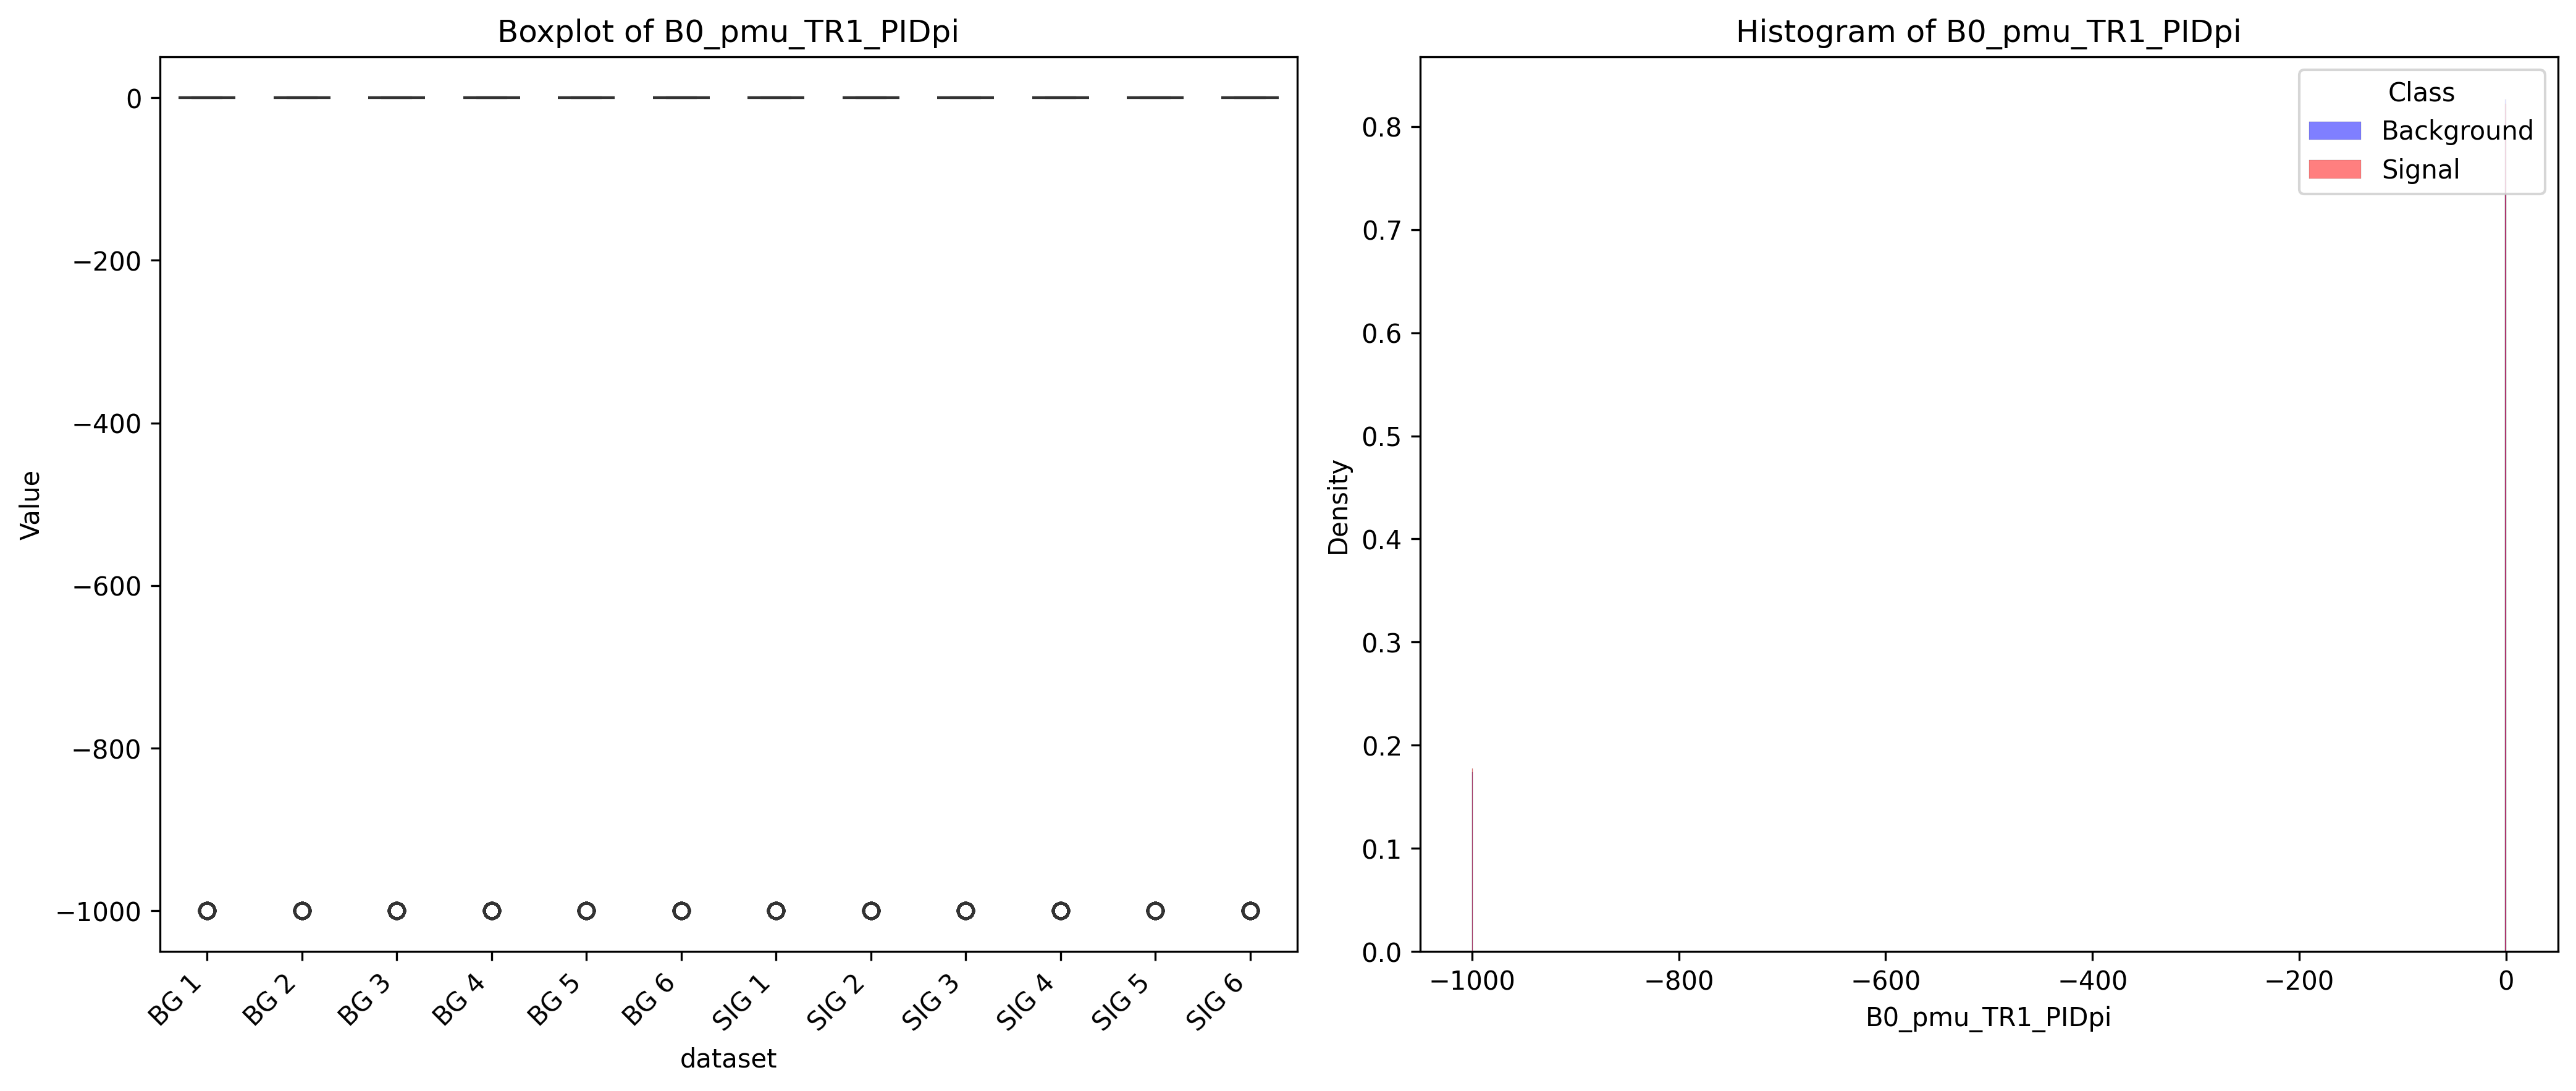 Boxplot of B0_pmu_TR1_PIDpi
Value
0
−200
−400
−600
−800
−1000
BG 1
BG 2
BG 3
BG 4
BG 5
BG 6
SIG 1
SIG 2
SIG 3
SIG 4
SIG 5
SIG 6
dataset
Histogram of B0_pmu_TR1_PIDpi
Class
Background
Signal
Density
0.8
0.7
0.6
0.5
0.4
0.3
0.2
0.1
0.0
−1000
−800
−600
−400
−200
0
B0_pmu_TR1_PIDpi